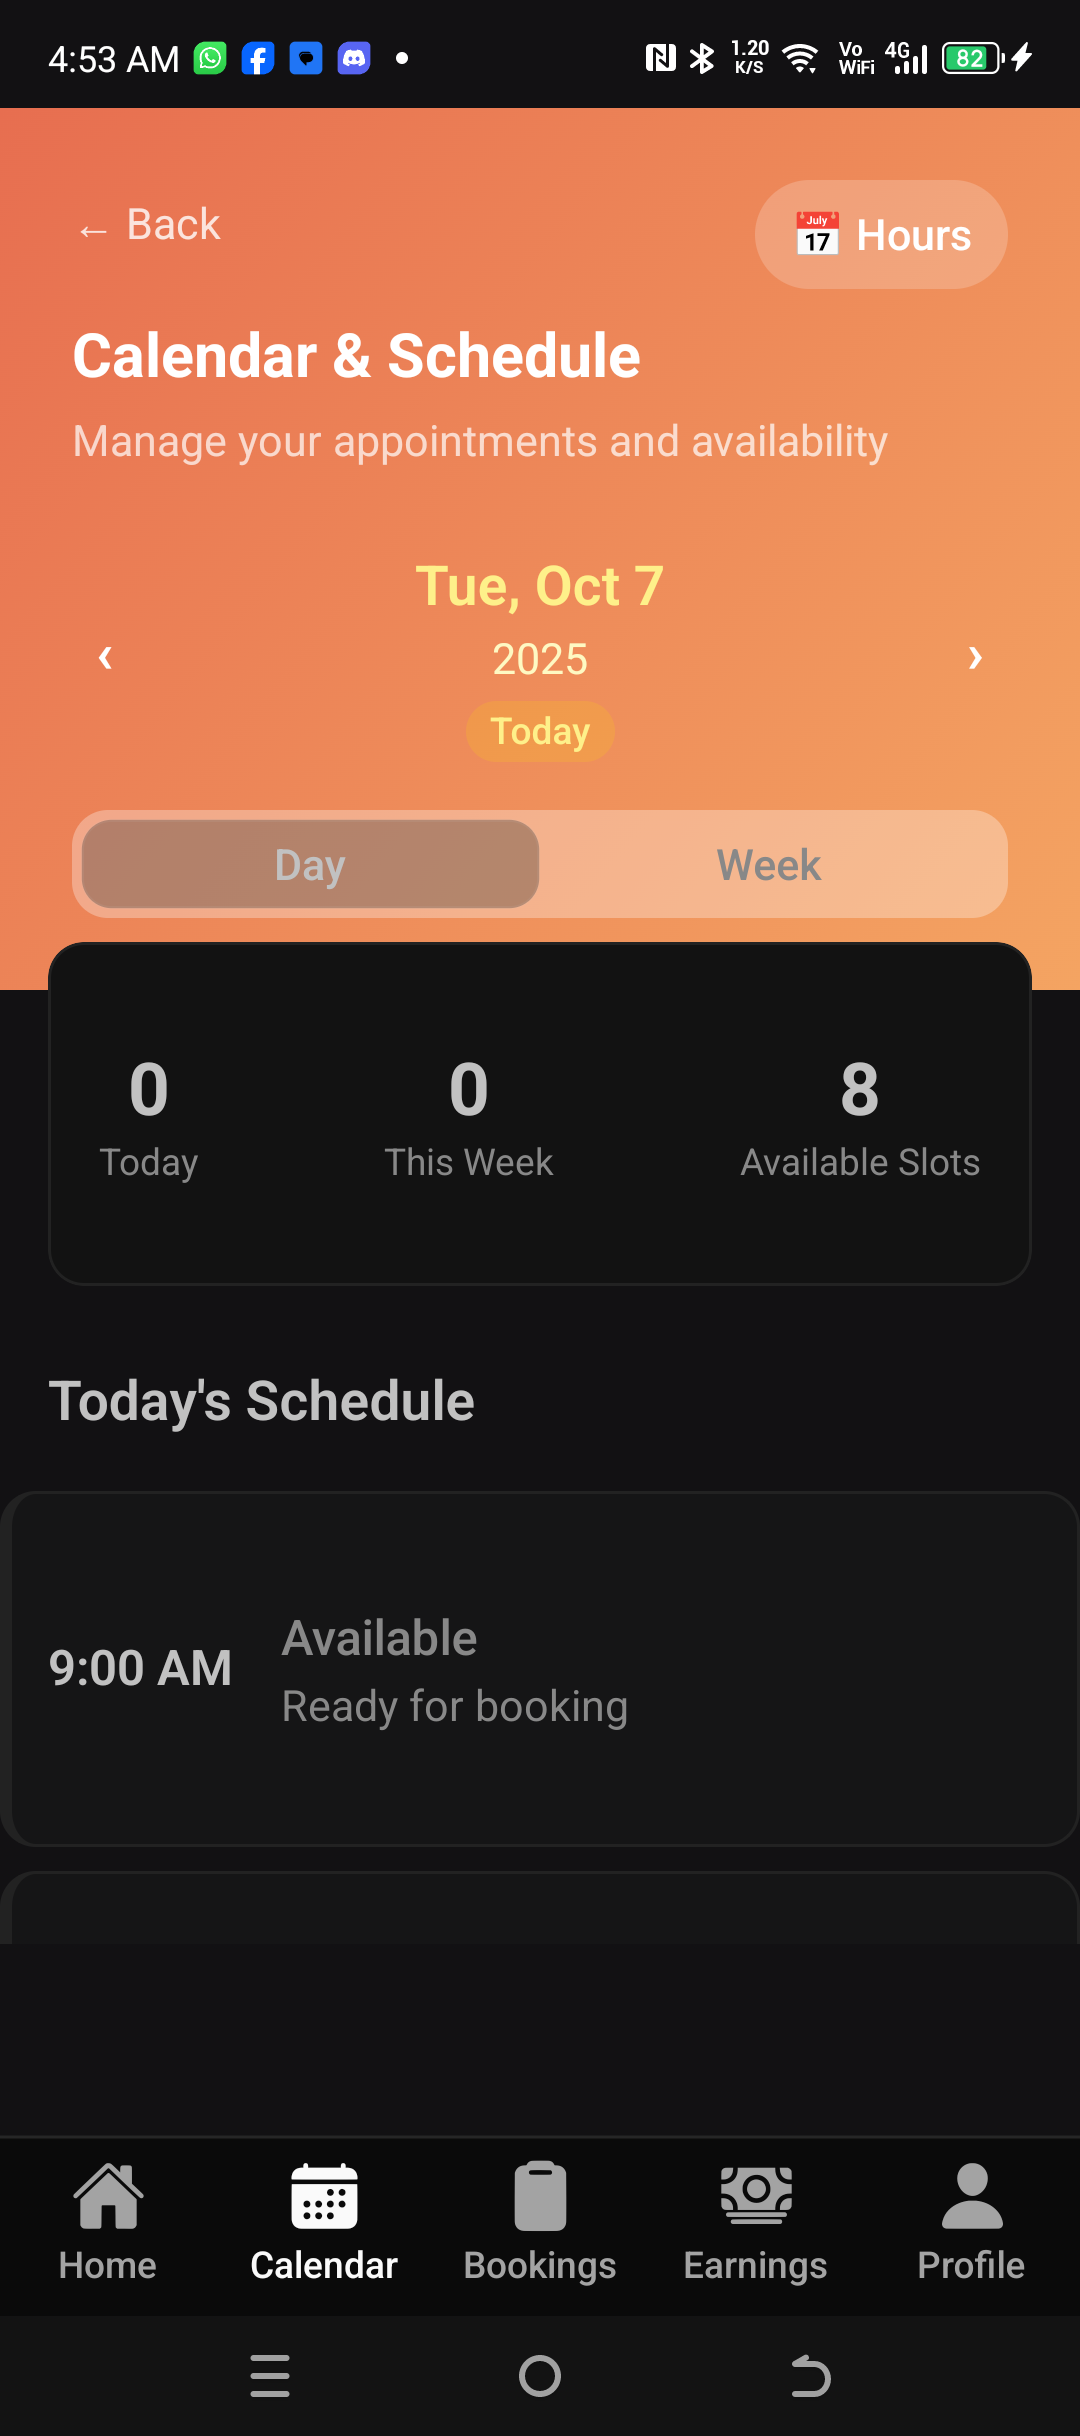 4:53 AM
1.20 K/S
Vo WiFi
4G
82
← Back
July 17 Hours
Calendar & Schedule
Manage your appointments and availability
Tue, Oct 7
‹ 2025 ›
Today
Day Week
0 0 8
Today This Week Available Slots
Today's Schedule
Available
9:00 AM
Ready for booking
Home Calendar Bookings Earnings Profile